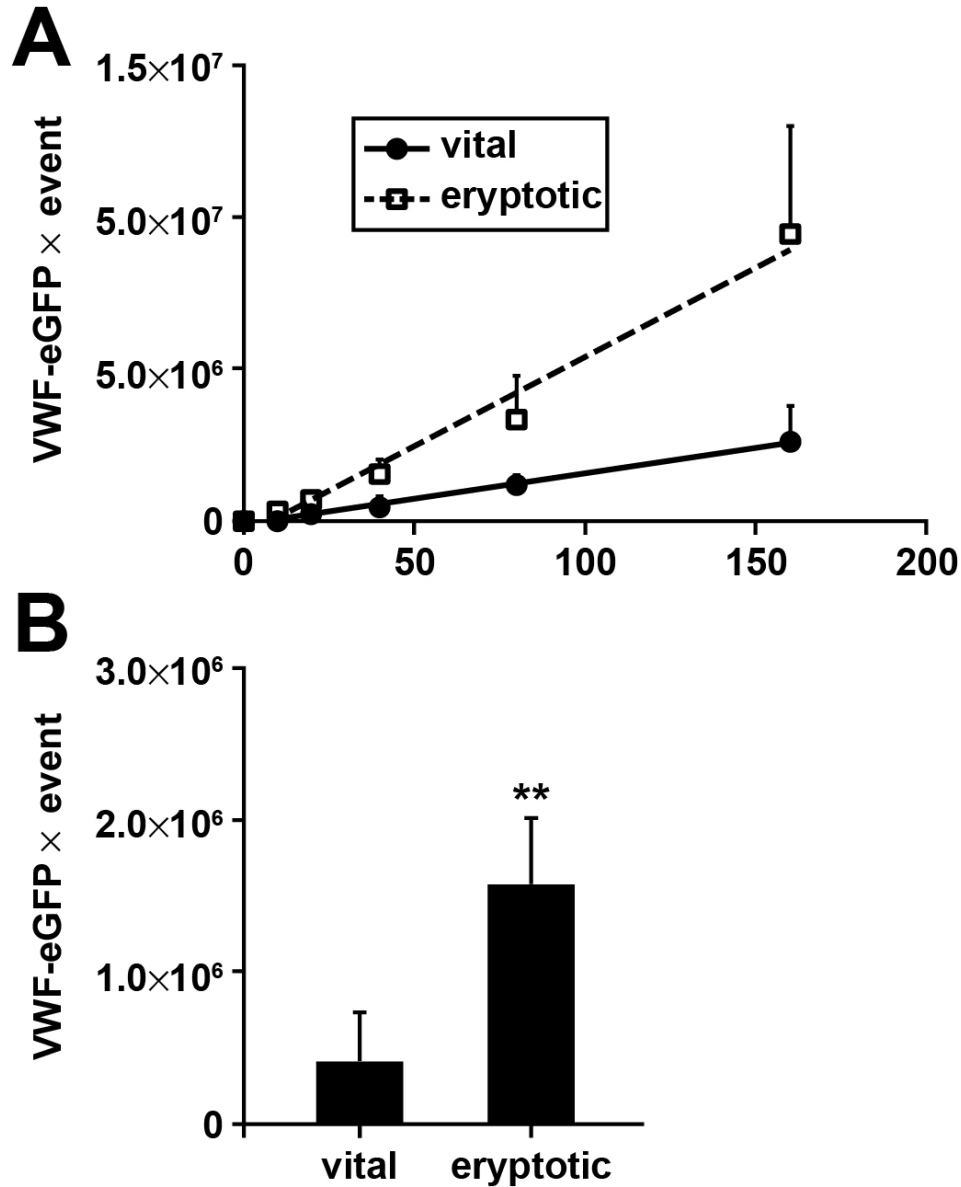 A
VWF-eGFP × event
1.5×10⁷
5.0×10⁷
5.0×10⁶
0
vital
eryptotic
0 50 100 150 200
B
VWF-eGFP × event
3.0×10⁶
2.0×10⁶
1.0×10⁶
0
**
vital eryptotic